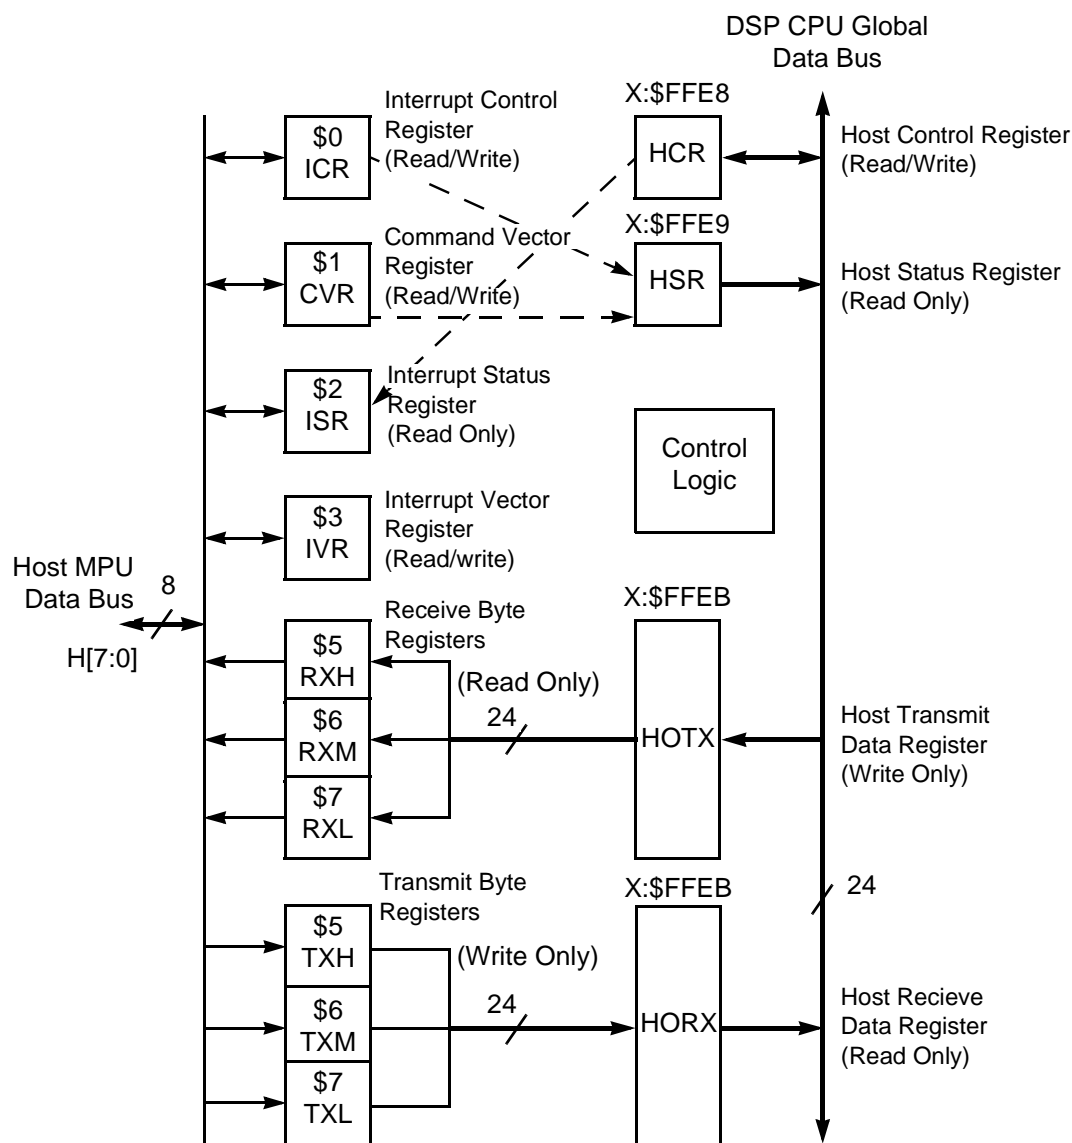 DSP CPU Global
Data Bus
Interrupt Control
Register
(Read/Write)
$0
ICR
X:$FFE8
HCR
Host Control Register
(Read/Write)
Command Vector
Register
(Read/Write)
$1
CVR
X:$FFE9
HSR
Host Status Register
(Read Only)
Interrupt Status
Register
(Read Only)
$2
ISR
Control
Logic
Interrupt Vector
Register
(Read/write)
$3
IVR
Host MPU
Data Bus
8
H[7:0]
Receive Byte
Registers
$5
RXH
$6
RXM
$7
RXL
(Read Only)
24
X:$FFEB
HOTX
Host Transmit
Data Register
(Write Only)
24
Transmit Byte
Registers
$5
TXH
$6
TXM
$7
TXL
(Write Only)
24
X:$FFEB
HORX
Host Recieve
Data Register
(Read Only)